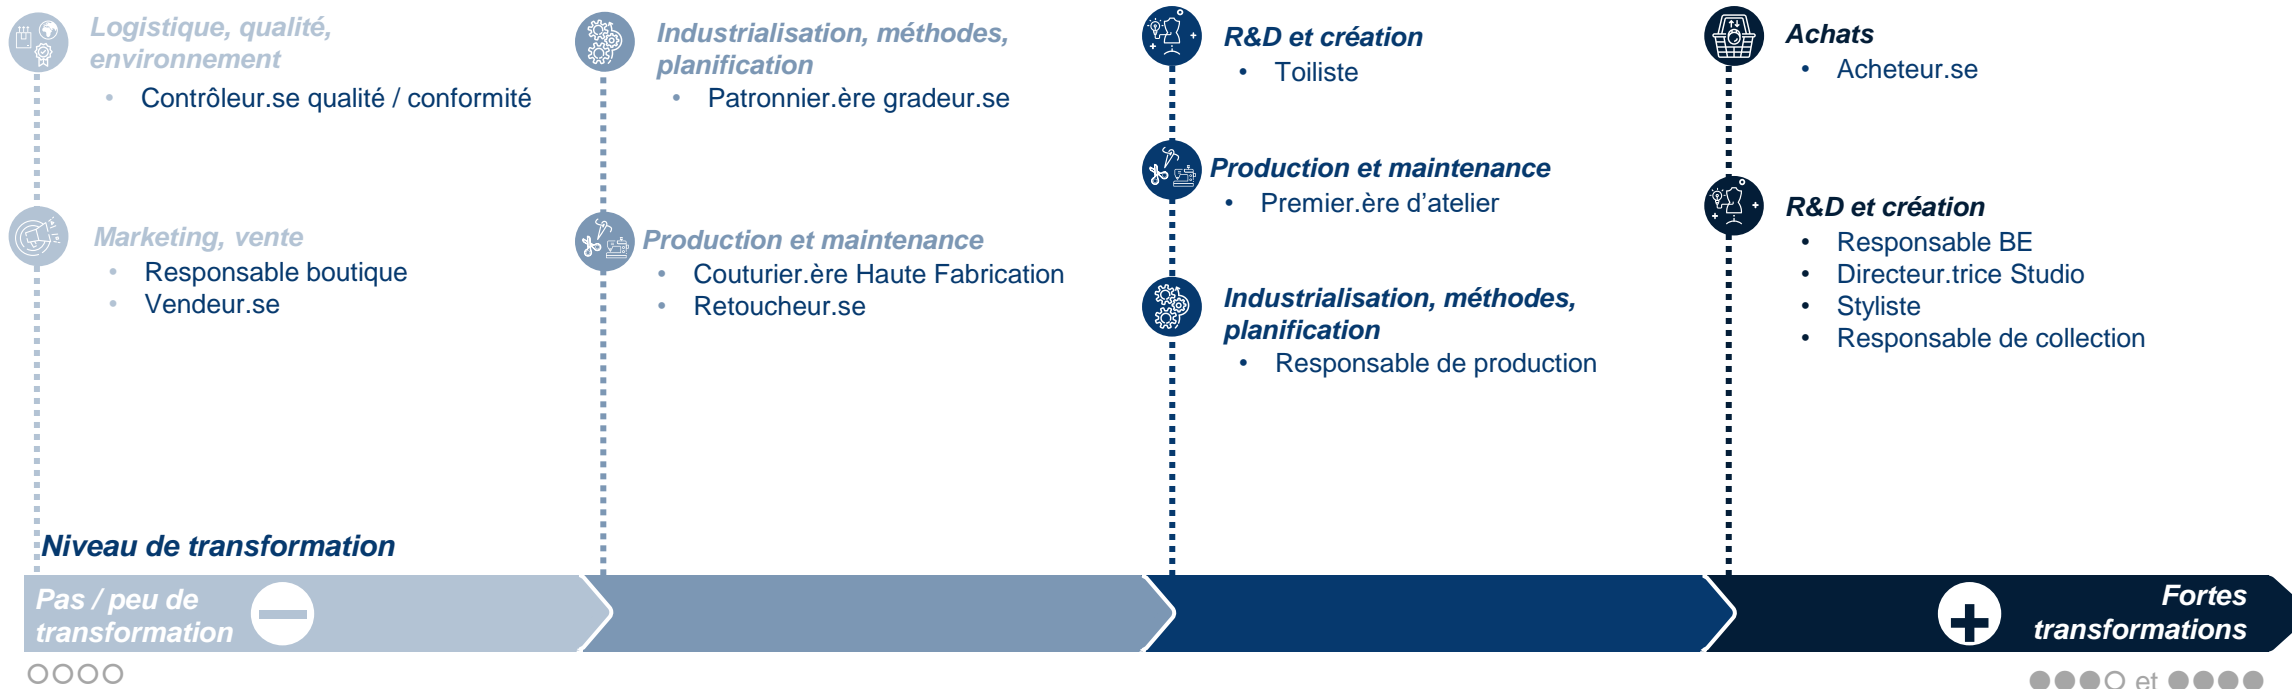 Logistique, qualité,
environnement
• Contrôleur.se qualité / conformité
Marketing, vente
• Responsable boutique
• Vendeur.se
Industrialisation, méthodes,
planification
• Patronnier.ère gradeur.se
Production et maintenance
• Couturier.ère Haute Fabrication
• Retoucheur.se
R&D et création
• Toiliste
Production et maintenance
• Premier.ère d'atelier
Industrialisation, méthodes,
planification
• Responsable de production
Achats
• Acheteur.se
R&D et création
• Responsable BE
• Directeur.trice Studio
• Styliste
• Responsable de collection
Niveau de transformation
Pas / peu de
transformation
Fortes
transformations
et